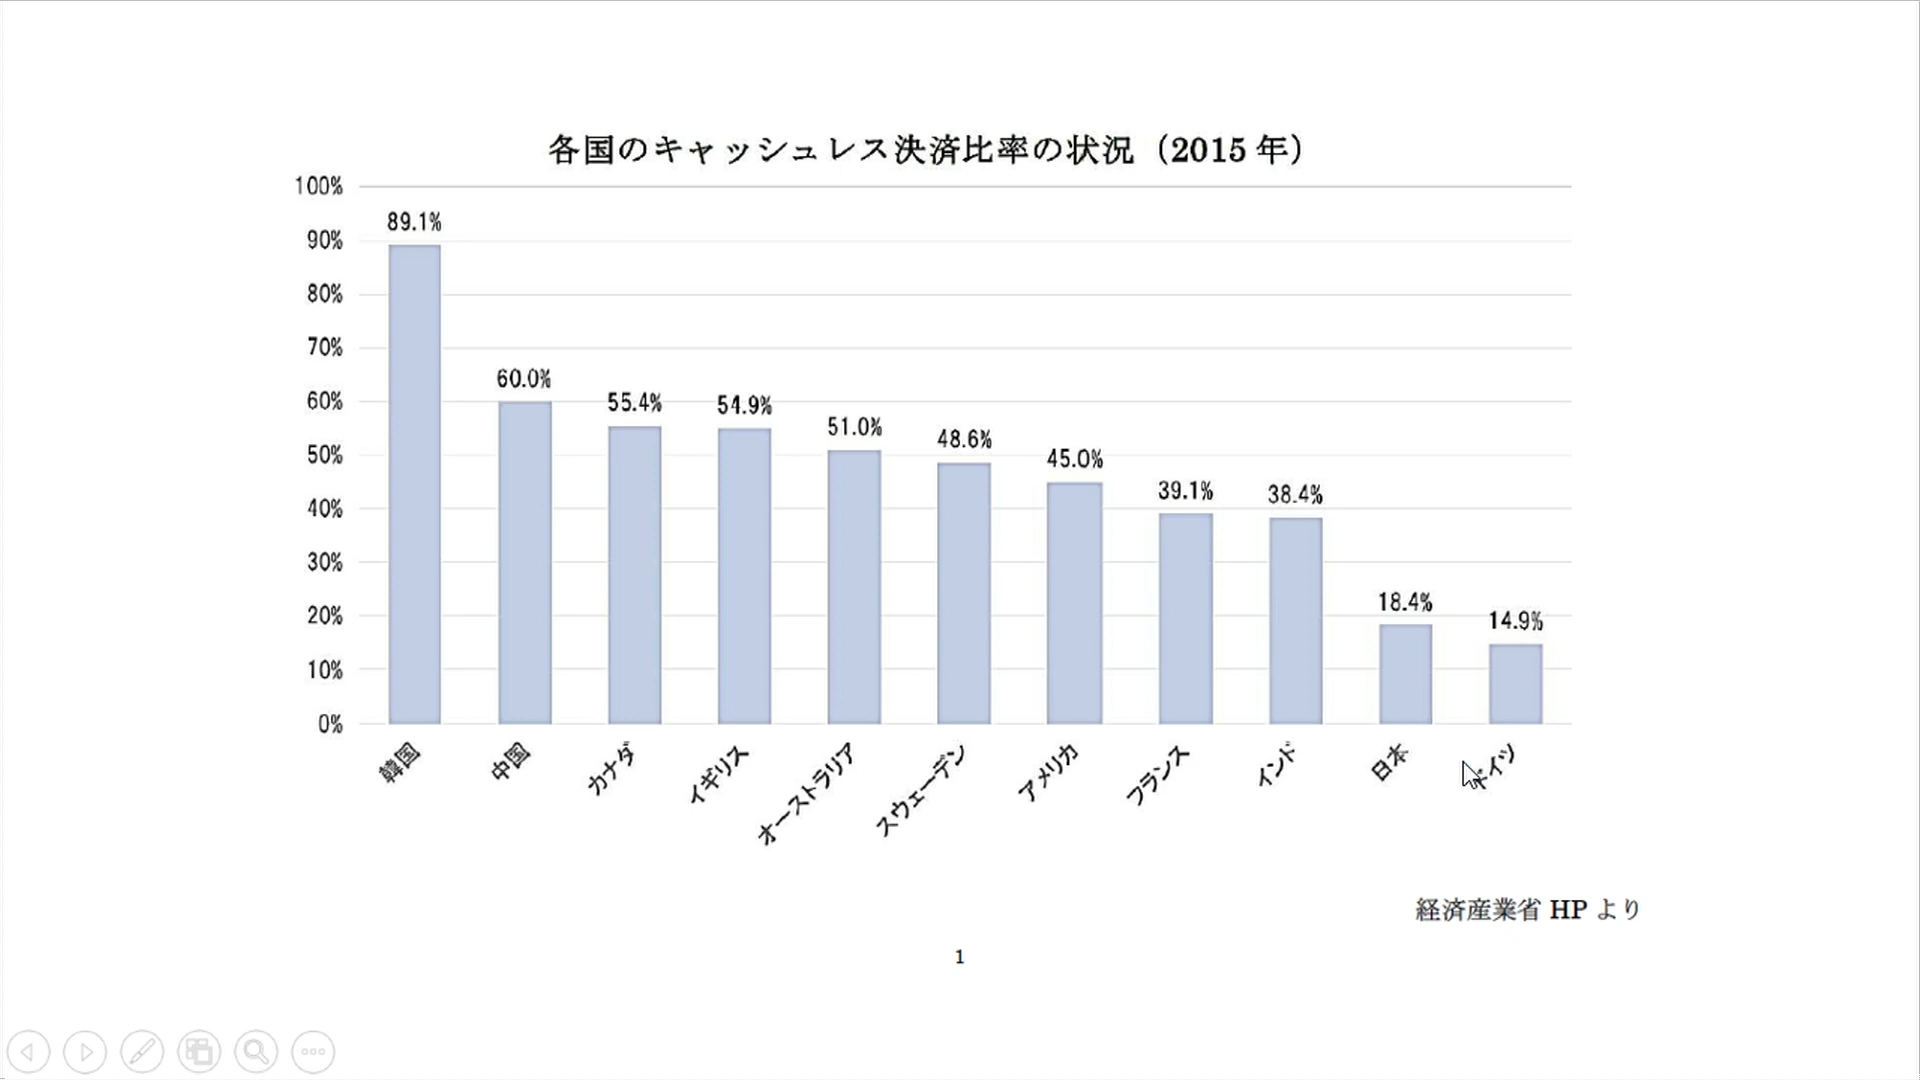 各国のキャッシュレス決済比率の状況（2015 年）
100%
90%
80%
70%
60%
50%
40%
30%
20%
10%
0%
89.1%
60.0%
55.4%
54.9%
51.0%
48.6%
45.0%
39.1%
38.4%
18.4%
14.9%
韓国
中国
カナダ
イギリス
オーストラリア
スウェーデン
アメリカ
フランス
インド
日本
ドイツ
経済産業省 HP より
1